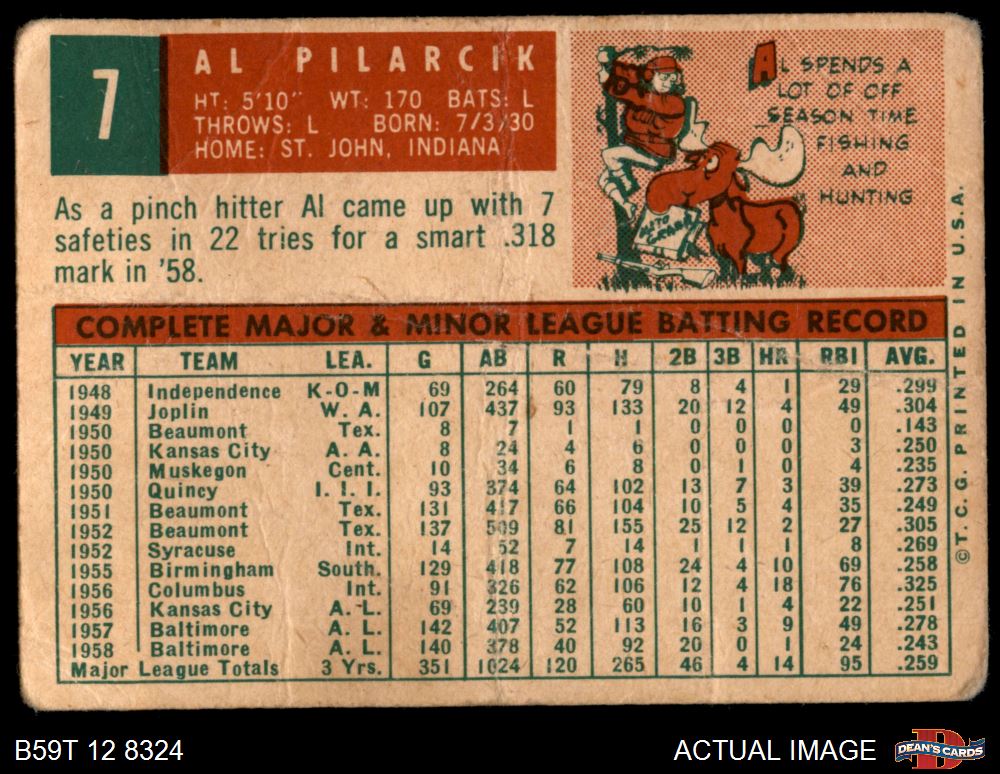 7
AL PILARCIK
HT: 5'10" WT: 170 BATS: L
THROWS: L BORN: 7/3/30
HOME: ST. JOHN, INDIANA
AL SPENDS A
LOT OF OFF
SEASON TIME
FISHING
AND
HUNTING
As a pinch hitter Al came up with 7
safeties in 22 tries for a smart .318
mark in '58.
COMPLETE MAJOR & MINOR LEAGUE BATTING RECORD
YEAR TEAM LEA. G AB R H 2B 3B HR RBI AVG.
1948 Independence K-O-M 69 264 60 79 8 4 1 29 .299
1949 Joplin W. A. 107 437 93 133 20 12 4 49 .304
1950 Beaumont Tex. 8 7 1 1 0 0 0 0 .143
1950 Kansas City A. A. 8 24 4 6 0 0 0 3 .250
1950 Muskegon Cent. 10 34 6 8 0 1 0 4 .235
1950 Quincy I. I. I. 93 374 64 102 13 7 3 39 .273
1951 Beaumont Tex. 131 417 66 104 10 5 4 35 .249
1952 Beaumont Tex. 137 509 81 155 25 12 2 27 .305
1952 Syracuse Int. 14 52 7 14 1 1 1 8 .269
1955 Birmingham South. 129 418 77 108 24 4 10 69 .258
1956 Columbus Int. 91 326 62 106 12 4 18 76 .325
1956 Kansas City A. L. 69 239 28 60 10 1 4 22 .251
1957 Baltimore A. L. 142 407 52 113 16 3 9 49 .278
1958 Baltimore A. L. 140 378 40 92 20 0 1 24 .243
Major League Totals 3 Yrs. 351 1024 120 265 46 4 14 95 .259
©T.C.G. PRINTED IN U.S.A.
B59T 12 8324
ACTUAL IMAGE
DEAN'S CARDS